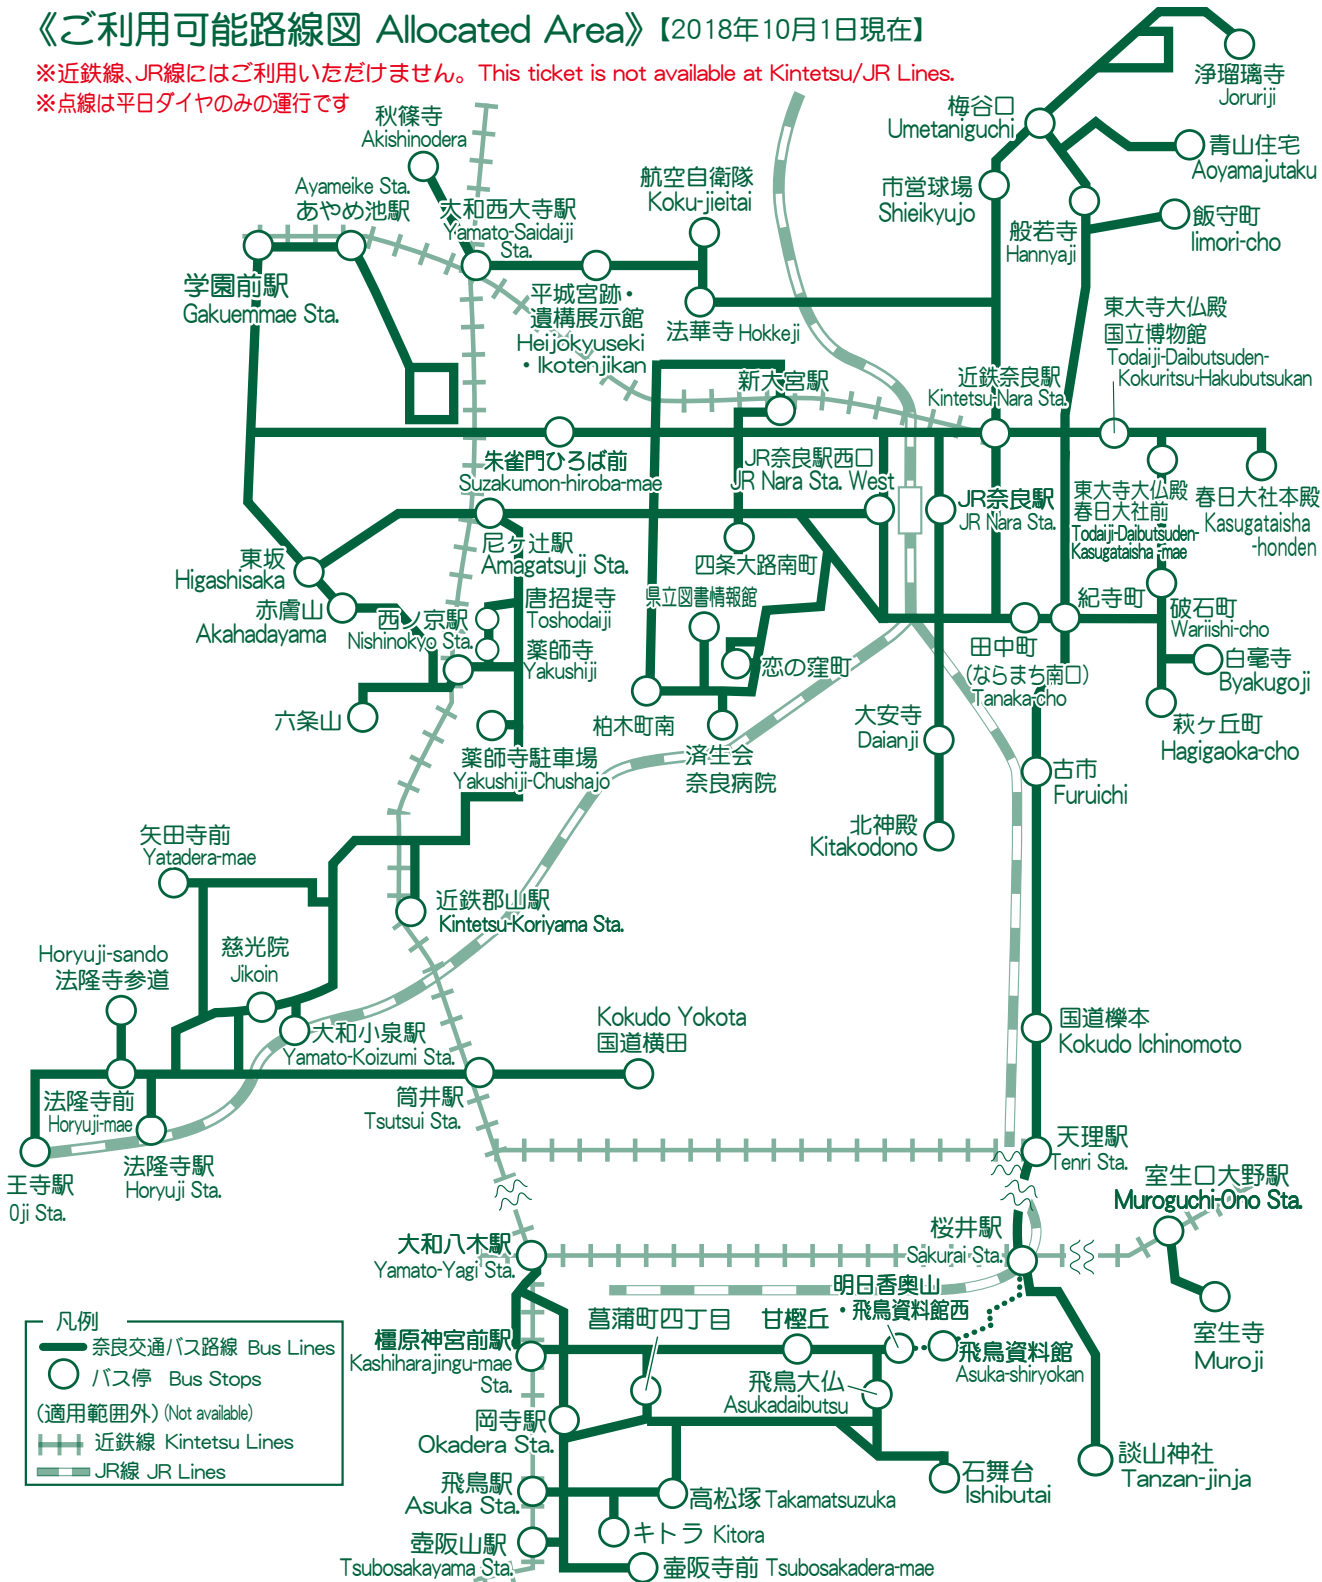 《ご利用可能路線図 Allocated Area》【2018年10月1日現在】
※近鉄線、JR線にはご利用いただけません。This ticket is not available at Kintetsu/JR Lines.
※点線は平日ダイヤのみの運行です
浄瑠璃寺
Joruriji
梅谷口
Umetaniguchi
秋篠寺
Akishinodera
青山住宅
Aoyamajutaku
航空自衛隊
Koku-jieitai
市営球場
Shieikyujo
Ayameike Sta.
あやめ池駅
大和西大寺駅
Yamato-Saidaiji
Sta.
般若寺
Hannyaji
飯守町
Iimori-cho
学園前駅
Gakuemmae Sta.
平城宮跡・
遺構展示館
Heijokyuseki
・Ikotenjikan
法華寺 Hokkeji
東大寺大仏殿
国立博物館
Todaiji-Daibutsuden-
Kokuritsu-Hakubutsukan
新大宮駅
近鉄奈良駅
Kintetsu-Nara Sta.
朱雀門ひろば前
Suzakumon-hiroba-mae
JR奈良駅西口
JR Nara Sta. West
JR奈良駅
JR Nara Sta.
東大寺大仏殿
春日大社前
Todaiji-Daibutsuden-
Kasugataisha -mae
春日大社本殿
Kasugataisha
-honden
東坂
Higashisaka
尼ヶ辻駅
Amagatsuji Sta.
四条大路南町
赤膚山
Akahadayama
西ノ京駅
Nishinokyo Sta.
唐招提寺
Toshodaiji
県立図書情報館
紀寺町
破石町
Wariishi-cho
薬師寺
Yakushiji
恋の窪町
田中町
(ならまち南口)
Tanaka-cho
白毫寺
Byakugoji
六条山
柏木町南
大安寺
Daianji
萩ヶ丘町
Hagigaoka-cho
薬師寺駐車場
Yakushiji-Chushajo
済生会
奈良病院
古市
Furuichi
矢田寺前
Yatadera-mae
北神殿
Kitakodono
近鉄郡山駅
Kintetsu-Koriyama Sta.
Horyuji-sando
法隆寺参道
慈光院
Jikoin
大和小泉駅
Yamato-Koizumi Sta.
Kokudo Yokota
国道横田
国道櫟本
Kokudo Ichinomoto
法隆寺前
Horyuji-mae
筒井駅
Tsutsui Sta.
天理駅
Tenri Sta.
王寺駅
Oji Sta.
法隆寺駅
Horyuji Sta.
室生口大野駅
Muroguchi-Ono Sta.
大和八木駅
Yamato-Yagi Sta.
桜井駅
Sakurai Sta.
明日香奥山
・飛鳥資料館西
凡例
奈良交通バス路線 Bus Lines
バス停 Bus Stops
(適用範囲外) (Not available)
近鉄線 Kintetsu Lines
JR線 JR Lines
菖蒲町四丁目
甘樫丘
橿原神宮前駅
Kashiharajingu-mae
Sta.
飛鳥資料館
Asuka-shiryokan
室生寺
Muroji
飛鳥大仏
Asukadaibutsu
岡寺駅
Okadera Sta.
談山神社
Tanzan-jinja
石舞台
Ishibutai
飛鳥駅
Asuka Sta.
高松塚 Takamatsuzuka
キトラ Kitora
壺阪山駅
Tsubosakayama Sta.
壷阪寺前 Tsubosakadera-mae